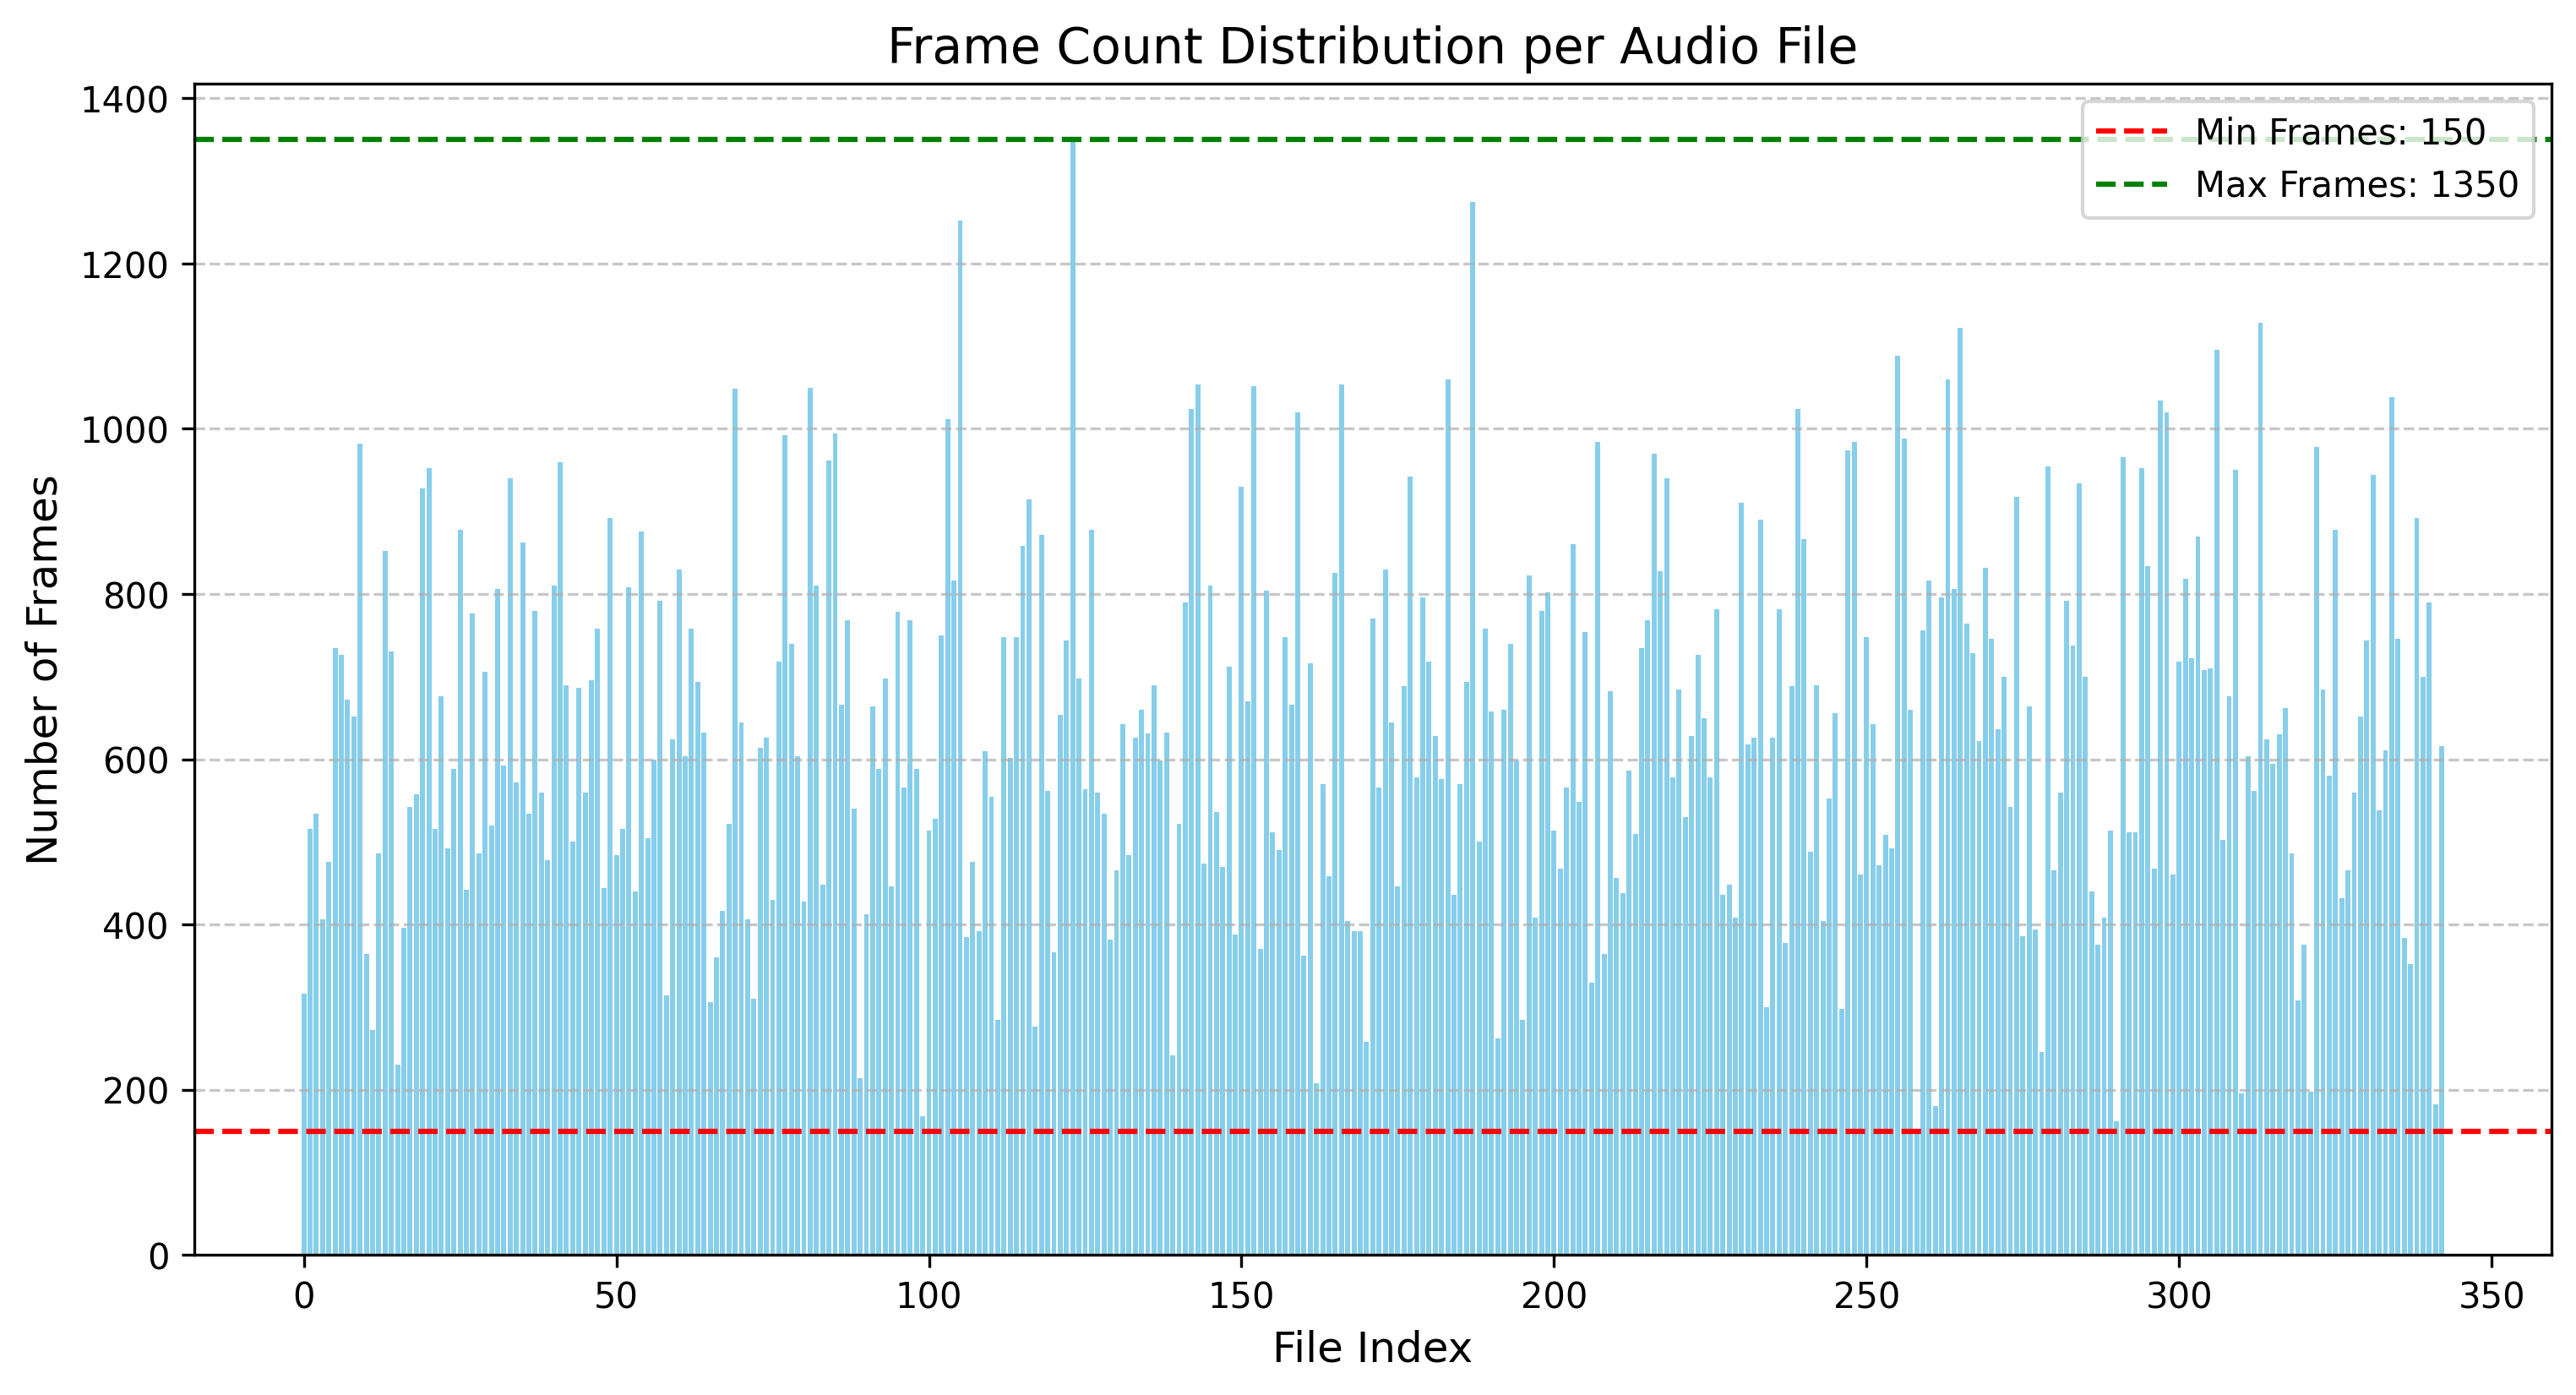 Frame Count Distribution per Audio File
1400
1200
1000
800
600
400
200
0
Number of Frames
Min Frames: 150
Max Frames: 1350
0 50 100 150 200 250 300 350
File Index